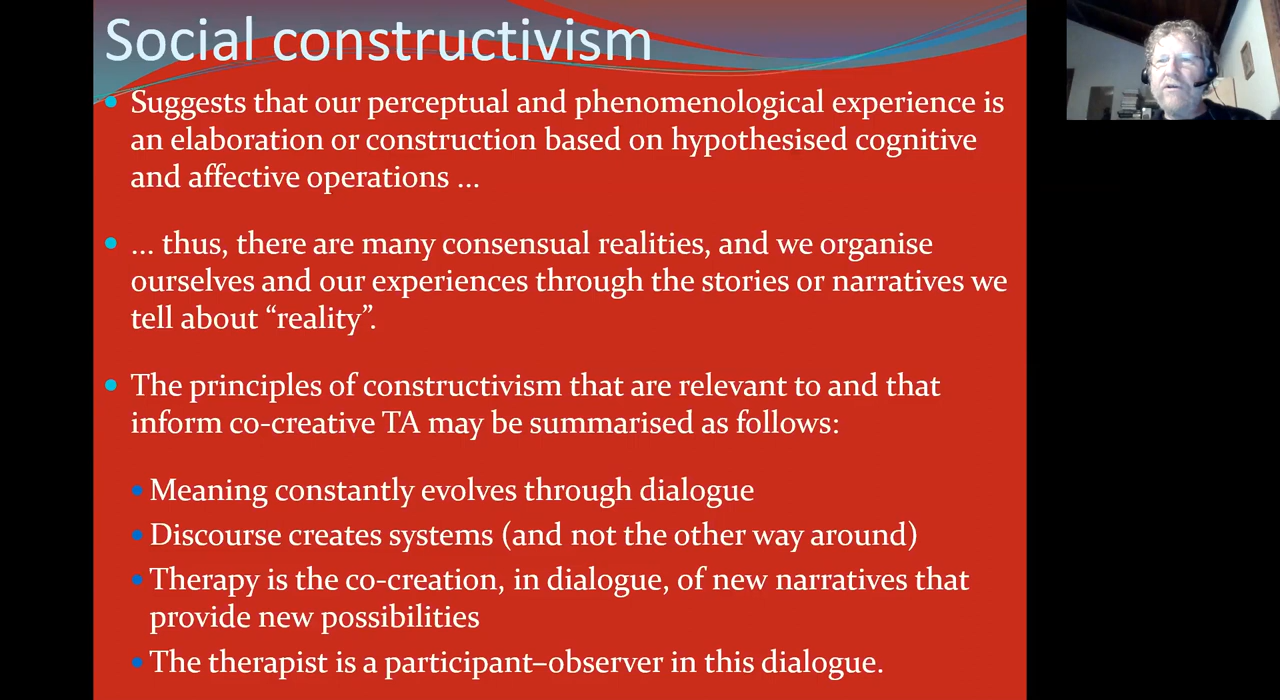 Social constructivism
• Suggests that our perceptual and phenomenological experience is
an elaboration or construction based on hypothesised cognitive
and affective operations ...
• ... thus, there are many consensual realities, and we organise
ourselves and our experiences through the stories or narratives we
tell about “reality”.
• The principles of constructivism that are relevant to and that
inform co-creative TA may be summarised as follows:
• Meaning constantly evolves through dialogue
• Discourse creates systems (and not the other way around)
• Therapy is the co-creation, in dialogue, of new narratives that
provide new possibilities
• The therapist is a participant–observer in this dialogue.